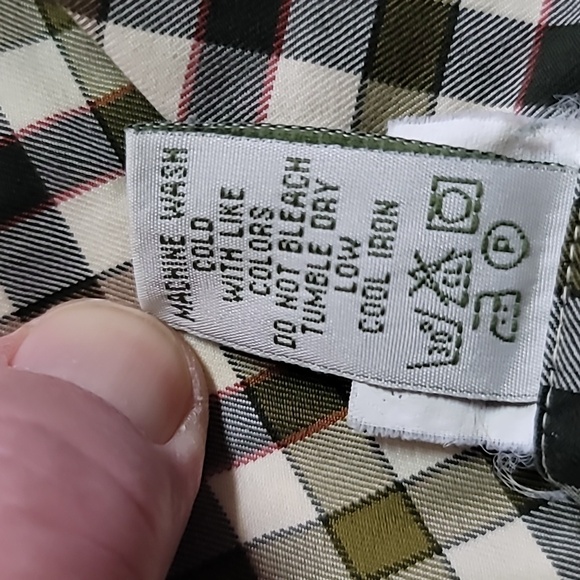 MACHINE WASH
COLD
WITH LIKE
COLORS
DO NOT BLEACH
TUMBLE DRY
LOW
COOL IRON
P